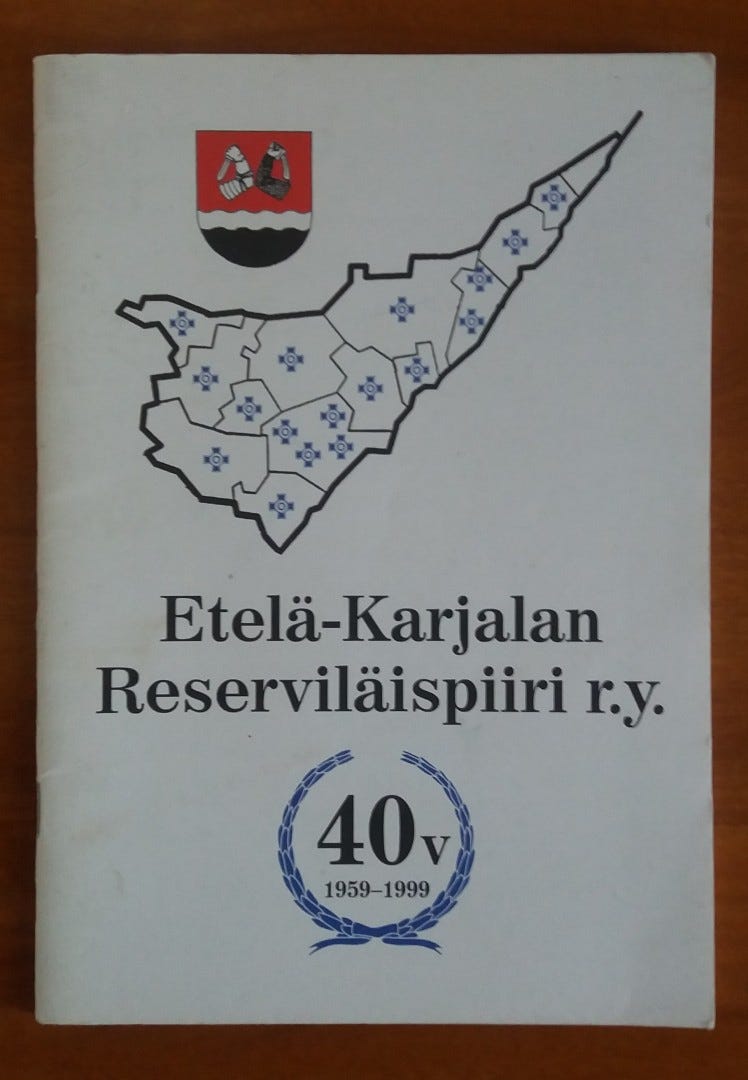 Etelä-Karjalan
Reserviläispiiri r.y.
40v
1959–1999